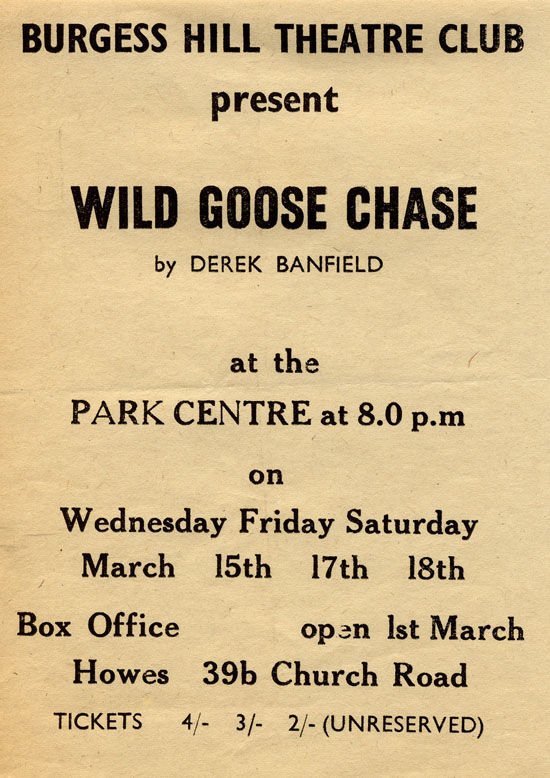 BURGESS HILL THEATRE CLUB
present
WILD GOOSE CHASE
by DEREK BANFIELD
at the
PARK CENTRE at 8.0 p.m
on
Wednesday Friday Saturday
March 15th 17th 18th
Box Office open 1st March
Howes 39b Church Road
TICKETS 4/- 3/- 2/- (UNRESERVED)